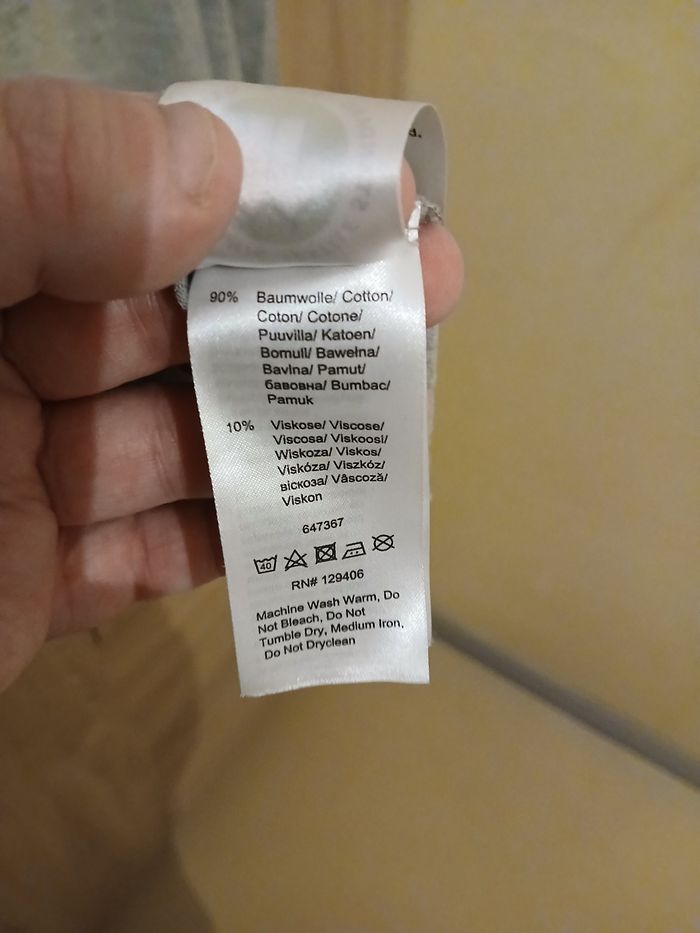 90% Baumwolle/ Cotton/
Coton/ Cotone/
Puuvilla/ Katoen/
Bomull/ Bawełna/
Bavlna/ Pamut/
бавовна/ Bumbac/
Pamuk
10% Viskose/ Viscose/
Viscosa/ Viskoosi/
Wiskoza/ Viskos/
Viskóza/ Viszkóz/
віскоза/ Vâscoză/
Viskon
647367
40
RN# 129406
Machine Wash Warm, Do
Not Bleach, Do Not
Tumble Dry, Medium Iron,
Do Not Dryclean